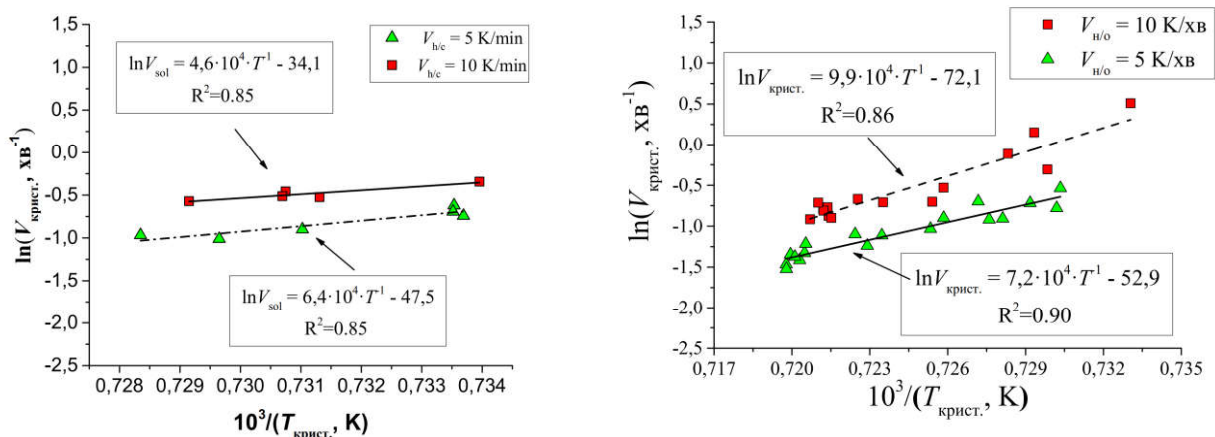 1,5
1,0
0,5
0,0
-0,5
-1,0
-1,5
-2,0
-2,5
ln(Vкрист., хв-1)
Vh/c = 5 K/min
Vh/c = 10 K/min
lnVsol = 4,6·10⁴·T¹ - 34,1
R²=0.85
lnVsol = 6,4·10⁴·T¹ - 47,5
R²=0.85
0,728 0,729 0,730 0,731 0,732 0,733 0,734
10³/(Tкрист., K)
1,5
1,0
0,5
0,0
-0,5
-1,0
-1,5
-2,0
-2,5
ln(Vкрист., хв-1)
Vн/о = 10 К/хв
Vн/о = 5 К/хв
lnVкрист. = 9,9·10⁴·T¹ - 72,1
R²=0.86
lnVкрист. = 7,2·10⁴·T¹ - 52,9
R²=0.90
0,717 0,720 0,723 0,726 0,729 0,732 0,735
10³/(Tкрист., K)